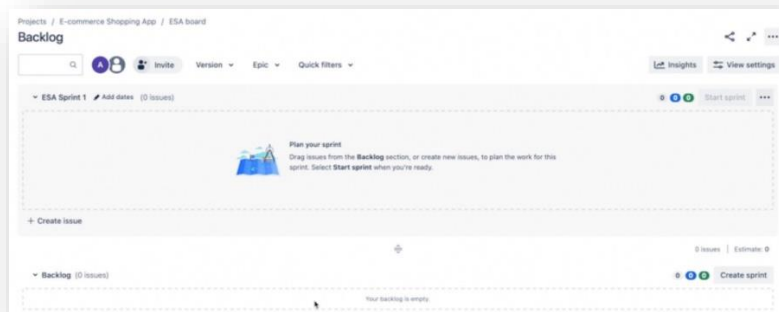 Projects / E-commerce Shopping App / ESA board
Backlog
A Invite Version Epic Quick filters Insights View settings
ESA Sprint 1 Add dates (0 issues) 0 0 0 Start sprint
Plan your sprint
Drag issues from the Backlog section, or create new issues, to plan the work for this
sprint. Select Start sprint when you're ready.
+ Create issue
0 issues | Estimate: 0
Backlog (0 issues) 0 0 0 Create sprint
Your backlog is empty.